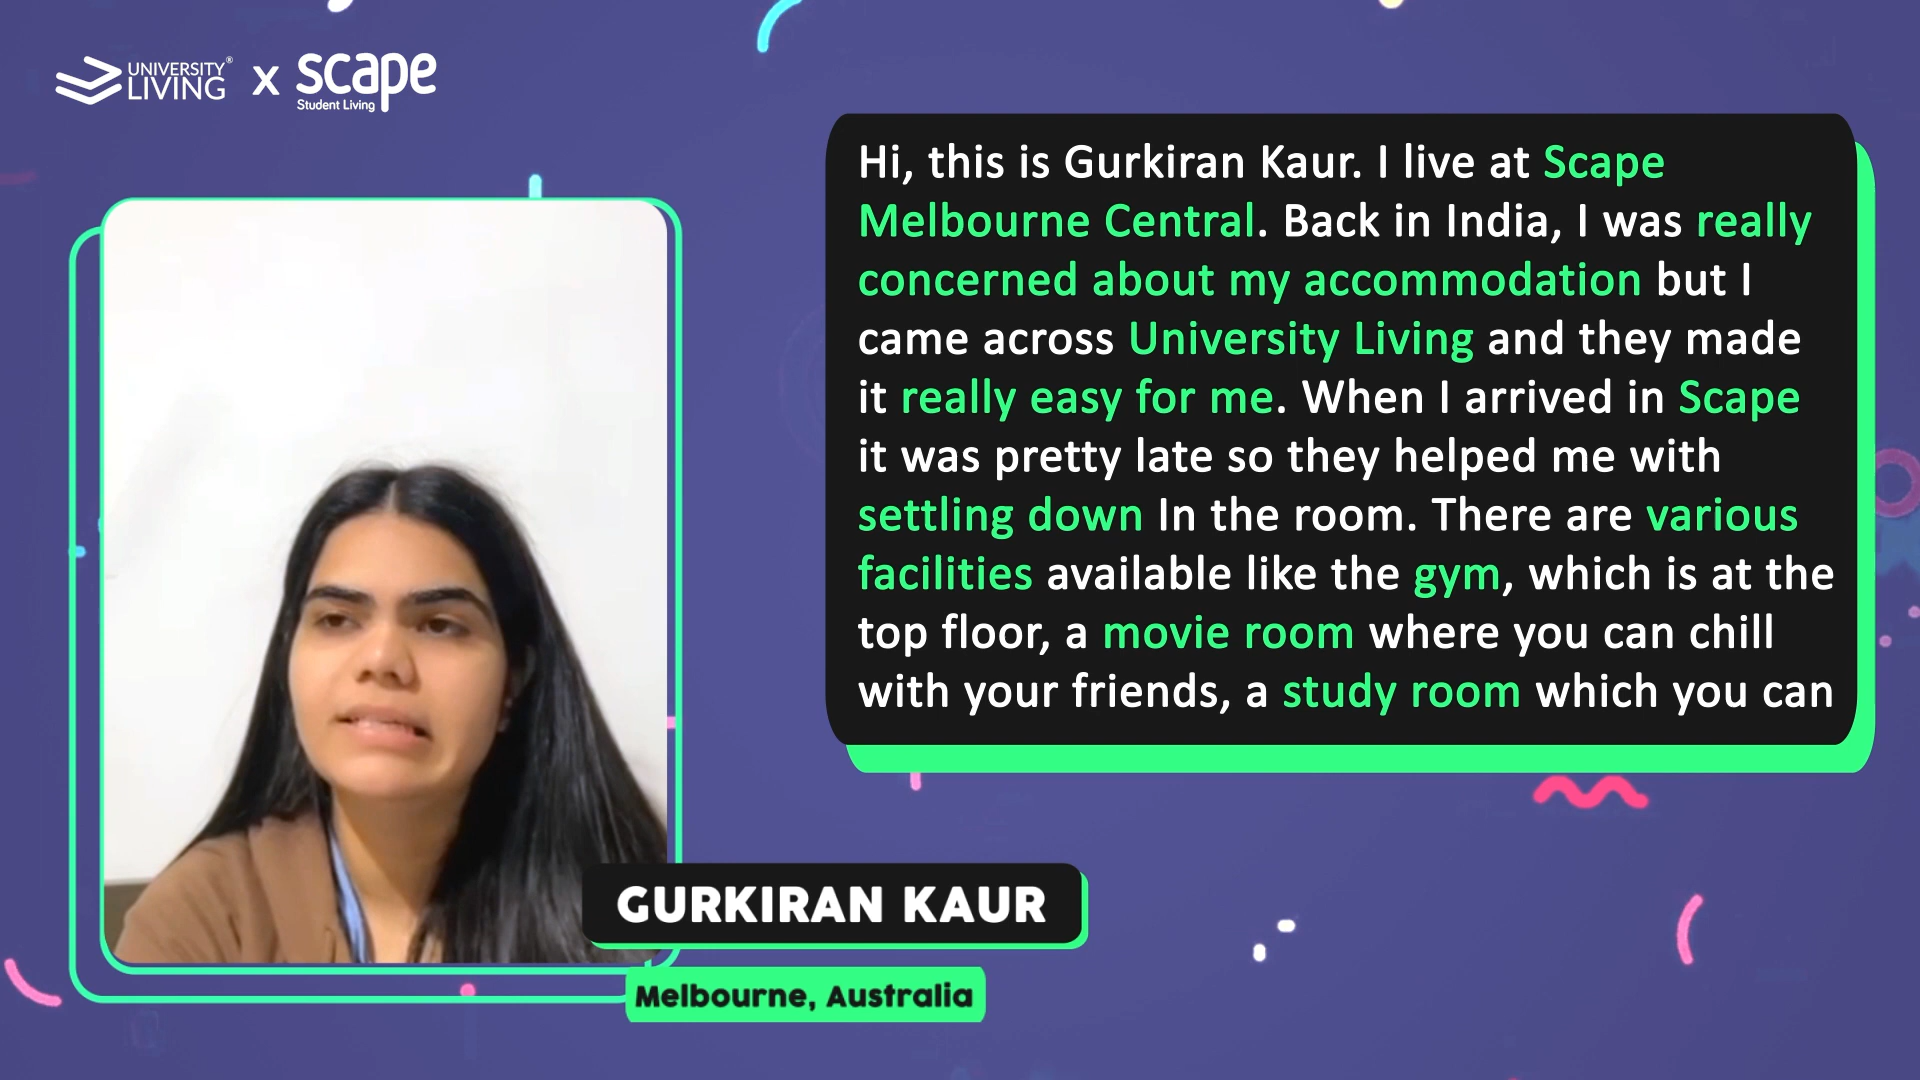 UNIVERSITY®
LIVING
X
scape
Student Living
Hi, this is Gurkiran Kaur. I live at Scape
Melbourne Central. Back in India, I was really
concerned about my accommodation but I
came across University Living and they made
it really easy for me. When I arrived in Scape
it was pretty late so they helped me with
settling down In the room. There are various
facilities available like the gym, which is at the
top floor, a movie room where you can chill
with your friends, a study room which you can
GURKIRAN KAUR
Melbourne, Australia